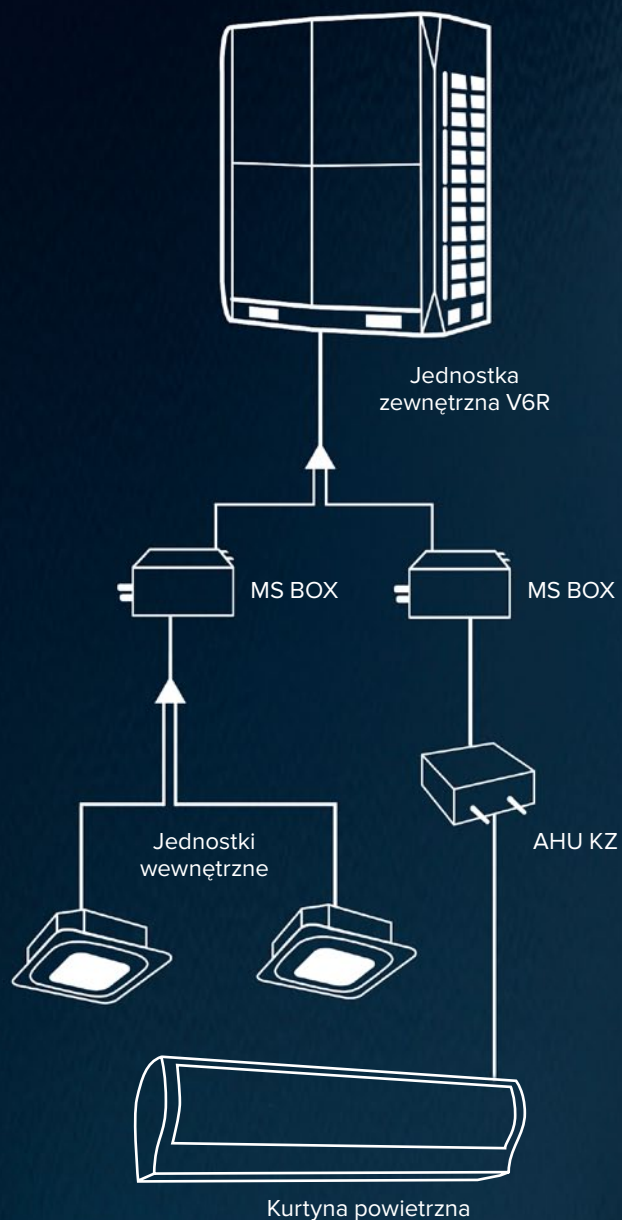 Jednostka
zewnętrzna V6R
MS BOX
MS BOX
Jednostki
wewnętrzne
AHU KZ
Kurtyna powietrzna